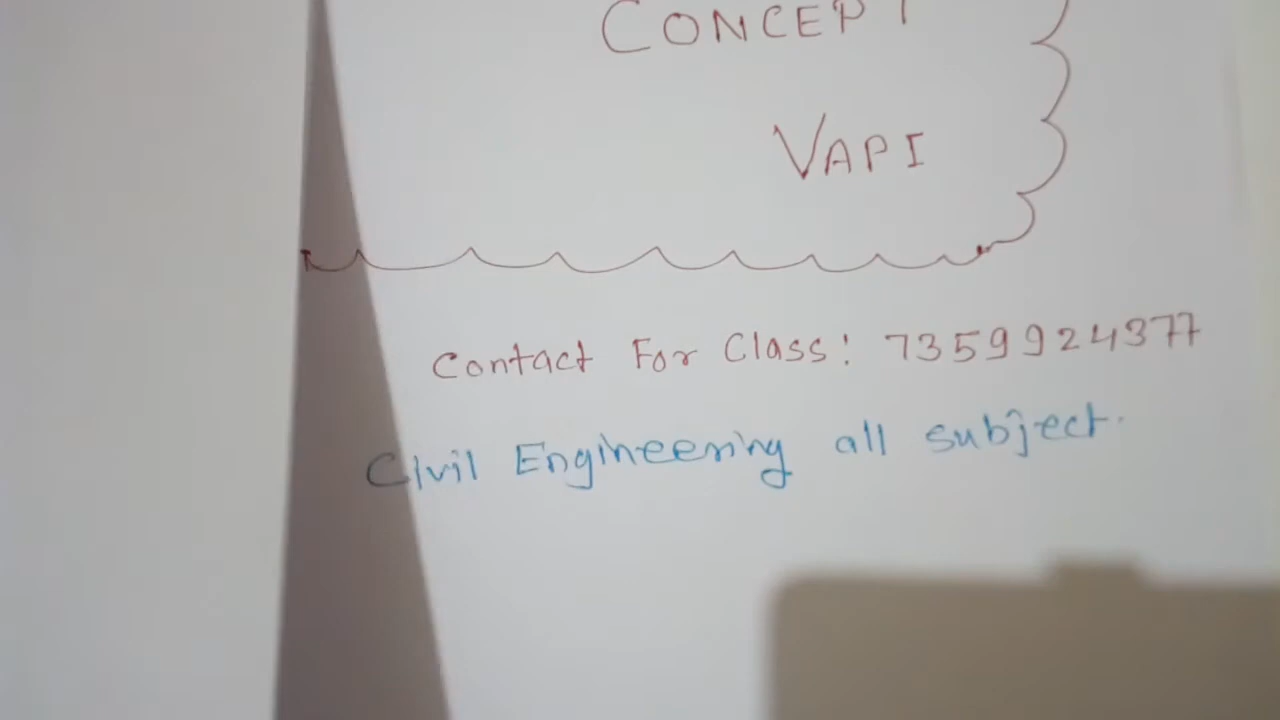 CONCEPT
VAPI
Contact For Class: 7359924377
Civil Engineering all subject.